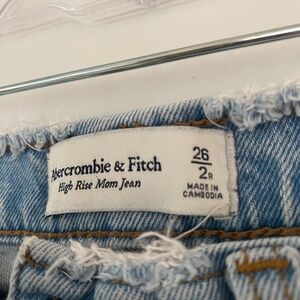 Abercrombie & Fitch
High Rise Mom Jean
26
2R
MADE IN
CAMBODIA